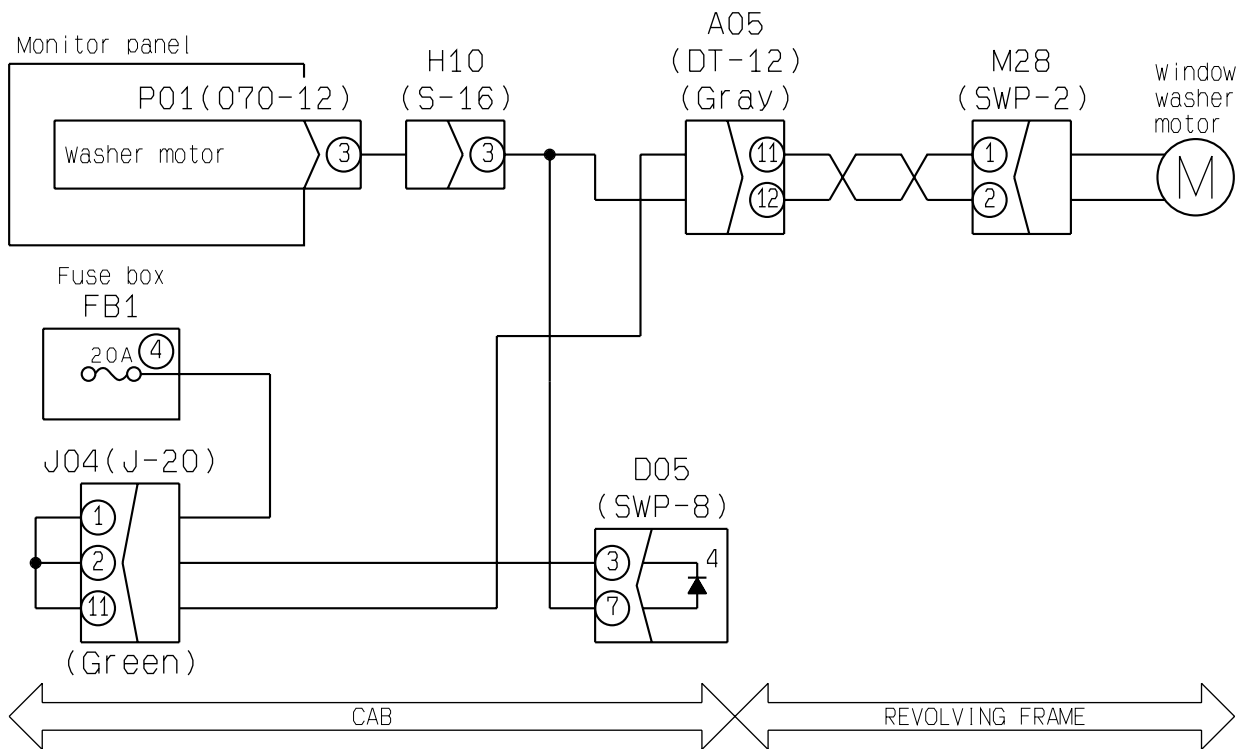 Monitor panel
P01(070-12)
Washer motor
3
H10
(S-16)
3
A05
(DT-12)
(Gray)
11
12
M28
(SWP-2)
1
2
Window
washer
motor
M
Fuse box
FB1
20A
4
J04(J-20)
1
2
11
(Green)
D05
(SWP-8)
3
7
4
CAB
REVOLVING FRAME